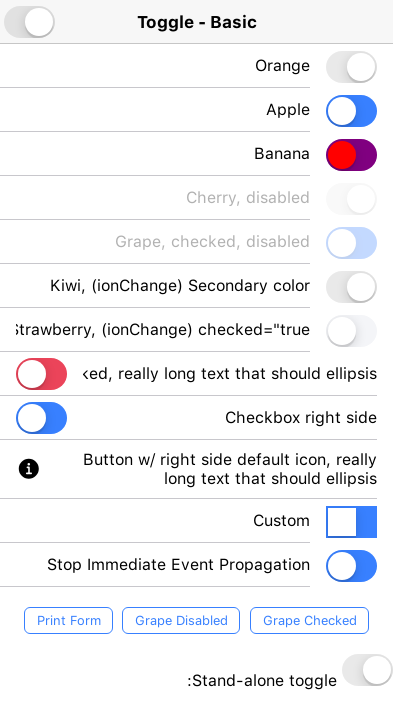 Toggle - Basic
Orange
Apple
Banana
Cherry, disabled
Grape, checked, disabled
Kiwi, (ionChange) Secondary color
Strawberry, (ionChange) checked="true
ked, really long text that should ellipsis
Checkbox right side
Button w/ right side default icon, really
long text that should ellipsis
Custom
Stop Immediate Event Propagation
Print Form Grape Disabled Grape Checked
:Stand-alone toggle